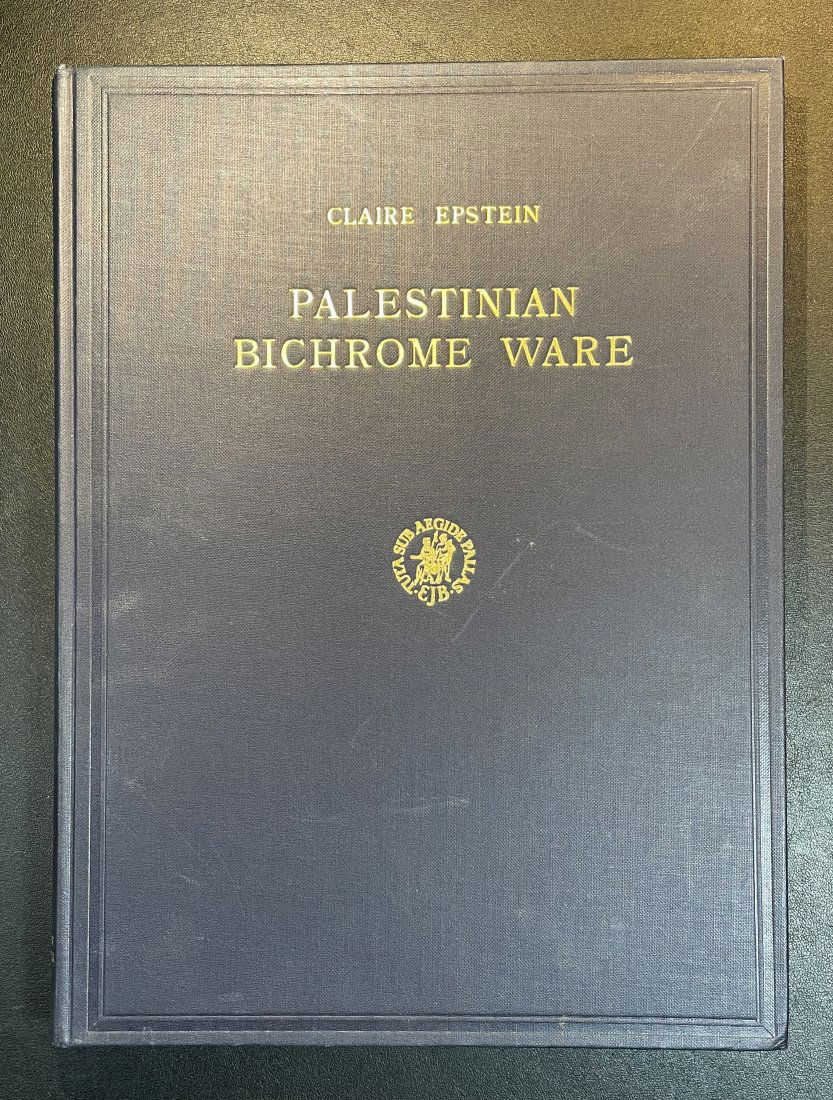 CLAIRE EPSTEIN
PALESTINIAN
BICHROME WARE
TUTA SUB AEGIDE PALLAS
· EJB ·